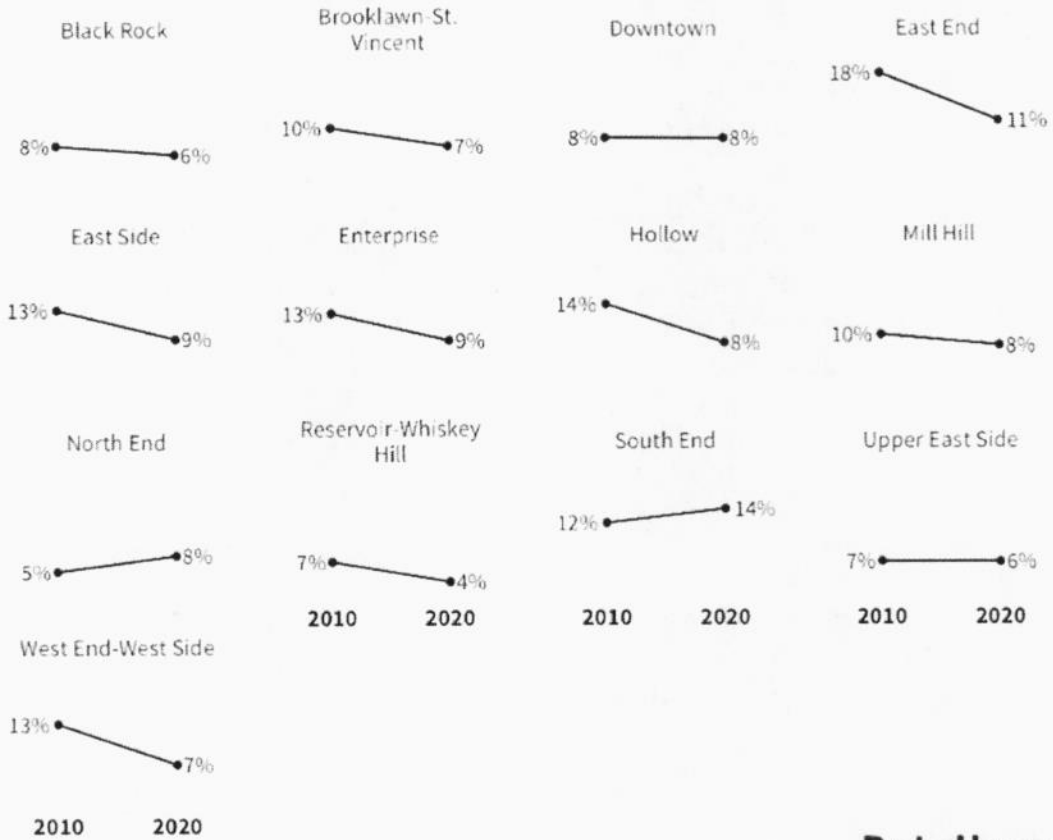 Black Rock
8%
6%
Brooklawn-St.
Vincent
10%
7%
Downtown
8%
8%
East End
18%
11%
East Side
13%
9%
Enterprise
13%
9%
Hollow
14%
8%
Mill Hill
10%
8%
North End
5%
8%
Reservoir-Whiskey
Hill
7%
4%
2010 2020
South End
12%
14%
2010 2020
Upper East Side
7%
6%
2010 2020
West End-West Side
13%
7%
2010 2020